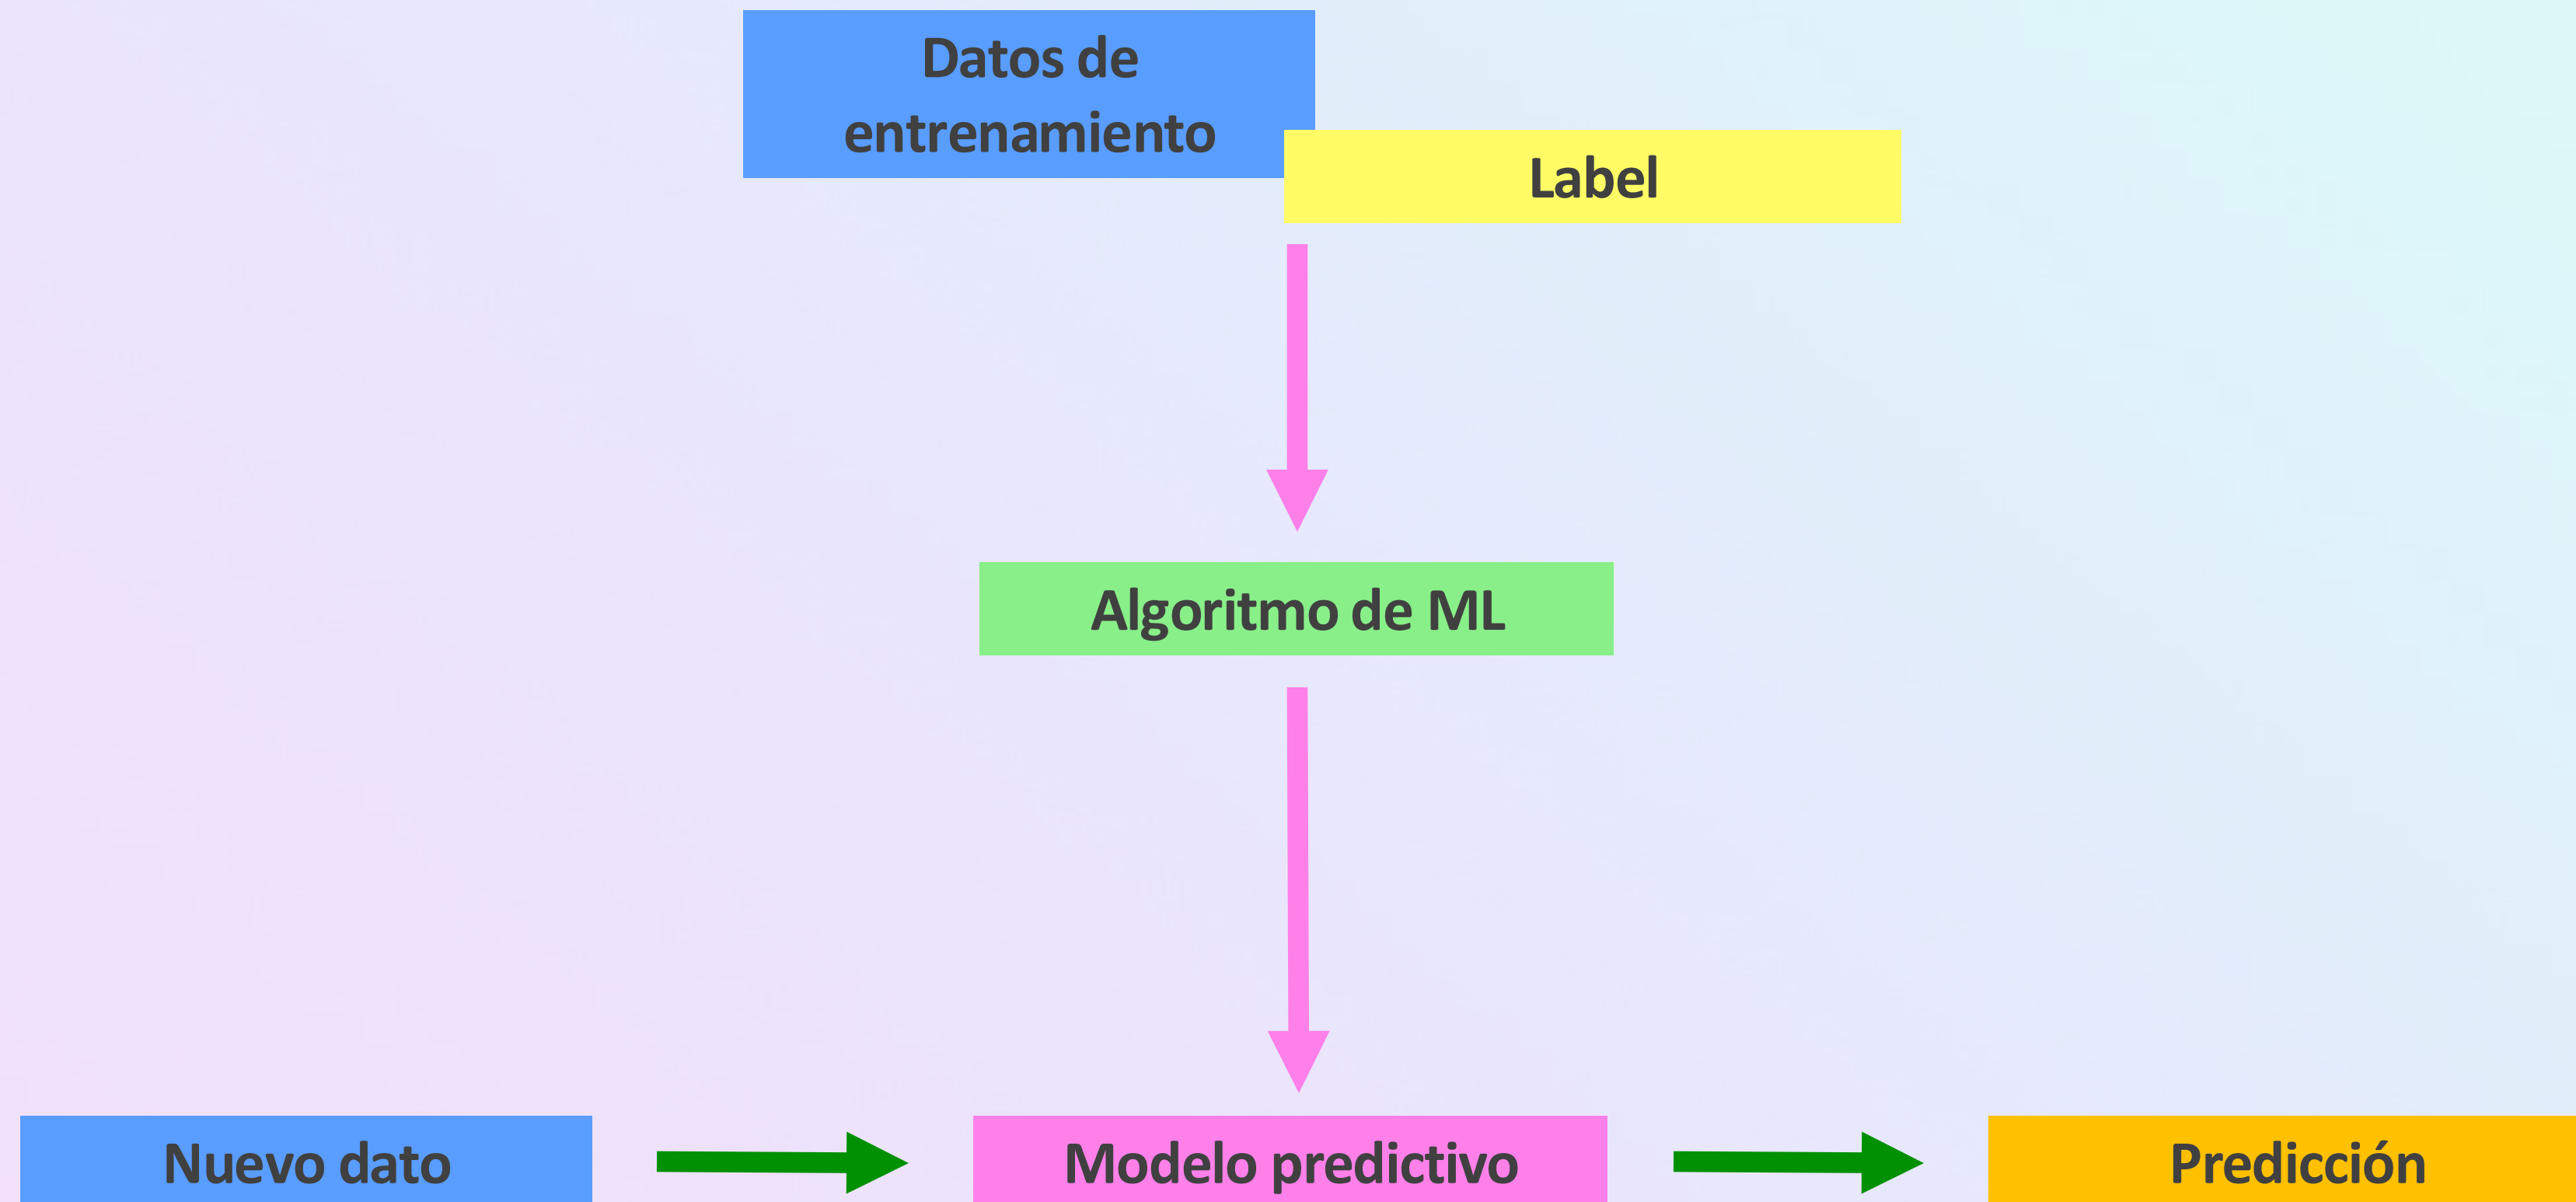 Datos de
entrenamiento
Label
Algoritmo de ML
Nuevo dato
Modelo predictivo
Predicción